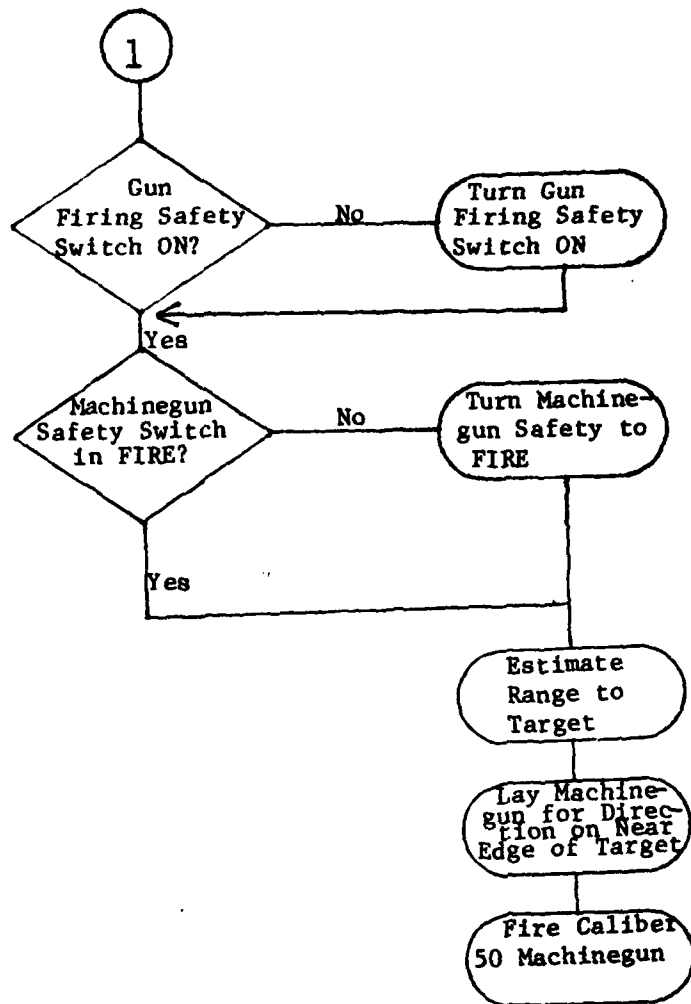 1
Gun
Firing Safety
Switch ON?
No
Turn Gun
Firing Safety
Switch ON
Yes
Machinegun
Safety Switch
in FIRE?
No
Turn Machine-
gun Safety to
FIRE
Yes
Estimate
Range to
Target
Lay Machine-
gun for Direc-
tion on Near
Edge of Target
Fire Caliber
50 Machinegun